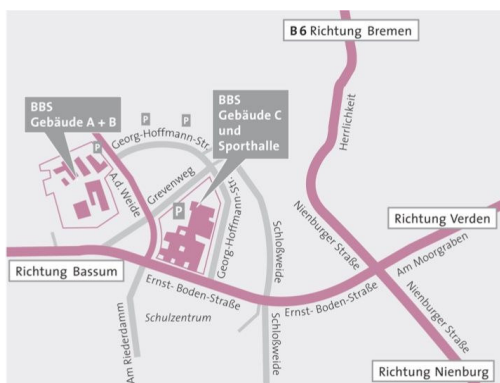 B6 Richtung Bremen
BBS
Gebäude A + B
BBS
Gebäude C
und
Sporthalle
P
P
P
P
Georg-Hoffmann-Str.
Herrlichkeit
A.d. Weide
Grevenweg
Georg-Hoffmann-Str.
Schloßweide
Nienburger Straße
Richtung Verden
Am Moorgraben
Richtung Bassum
Ernst- Boden-Straße
Ernst- Boden-Straße
Nienburger Straße
Am Riederdamm
Schulzentrum
Schloßweide
Richtung Nienburg